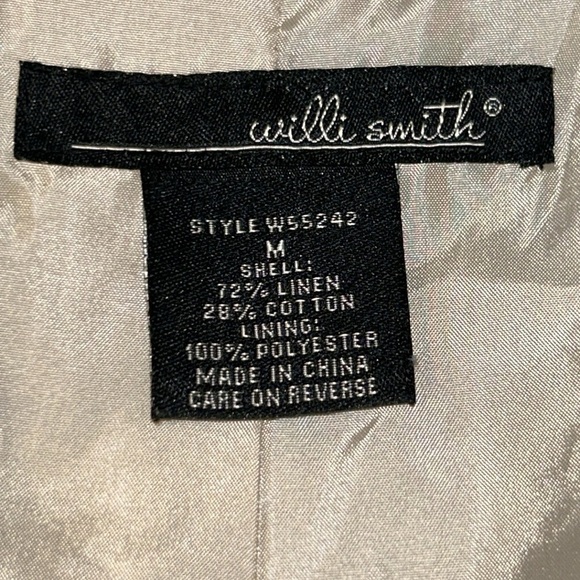 willi smith®
STYLE W55242
M
SHELL:
72% LINEN
28% COTTON
LINING:
100% POLYESTER
MADE IN CHINA
CARE ON REVERSE